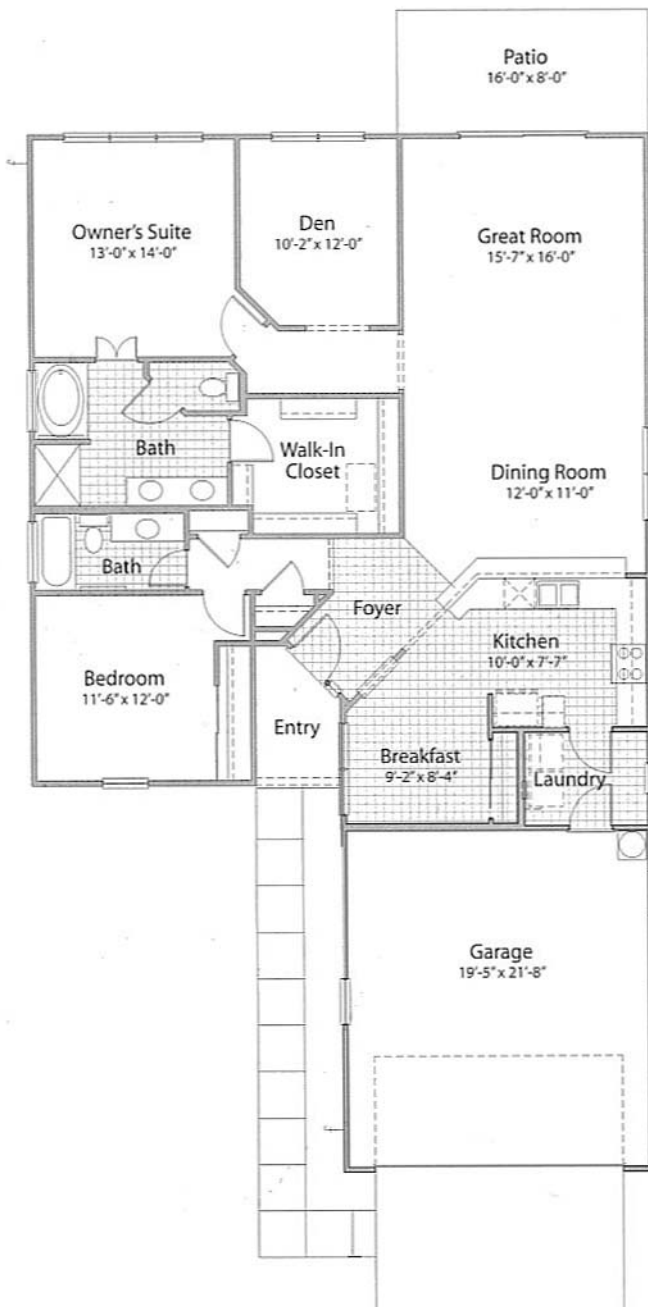 Patio
16'-0" x 8'-0"
Owner's Suite
13'-0" x 14'-0"
Den
10'-2" x 12'-0"
Great Room
15'-7" x 16'-0"
Bath
Walk-In
Closet
Dining Room
12'-0" x 11'-0"
Bath
Foyer
Kitchen
10'-0" x 7'-7"
Bedroom
11'-6" x 12'-0"
Entry
Breakfast
9'-2" x 8'-4"
Laundry
Garage
19'-5" x 21'-8"